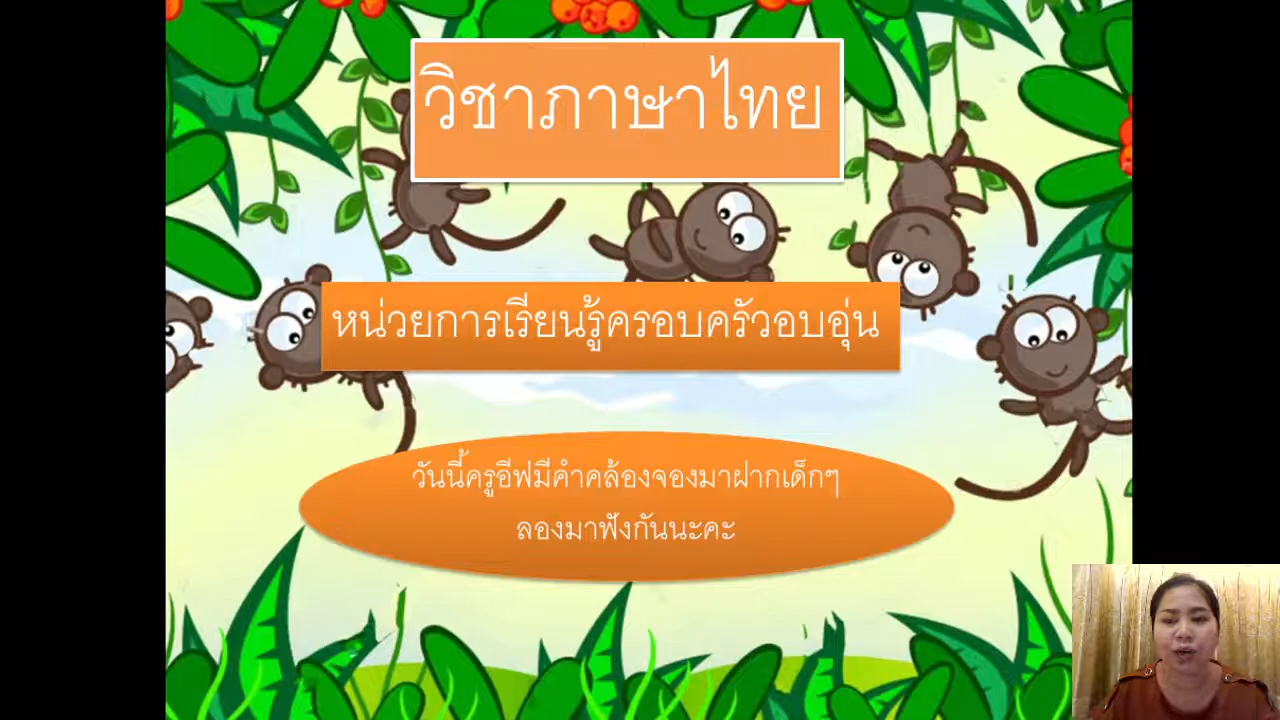 วิชาภาษาไทย
หน่วยการเรียนรู้ครอบครัวอบอุ่น
วันนี้ครูอีฟมีคำคล้องจองมาฝากเด็กๆ
ลองมาฟังกันนะคะ